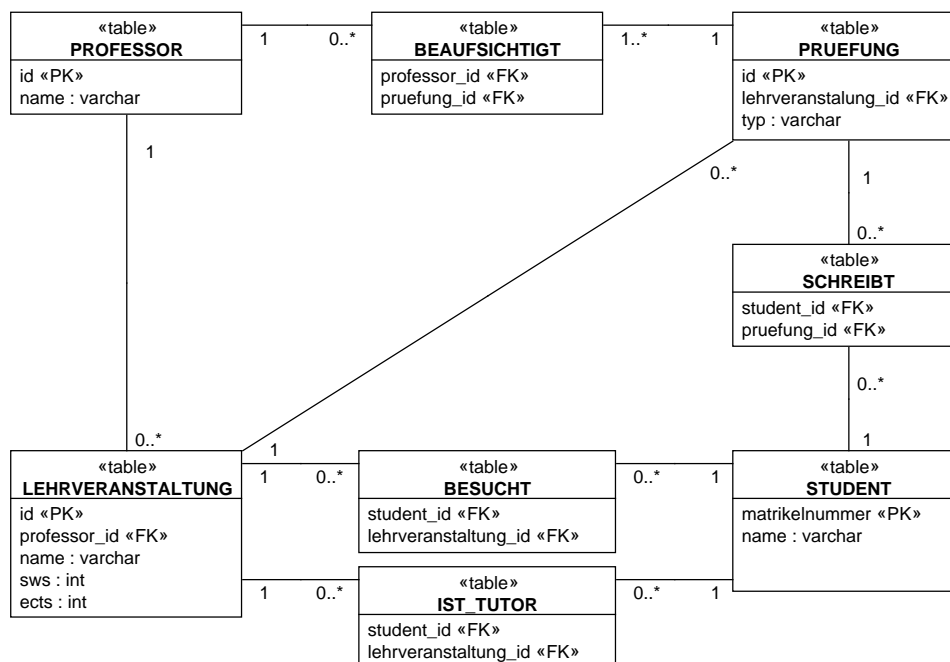 «table»
PROFESSOR
id «PK»
name : varchar
1
0..*
«table»
BEAUFSICHTIGT
professor_id «FK»
pruefung_id «FK»
1..*
1
«table»
PRUEFUNG
id «PK»
lehrveranstalung_id «FK»
typ : varchar
1
0..*
1
0..*
«table»
SCHREIBT
student_id «FK»
pruefung_id «FK»
0..*
1
0..*
1
«table»
LEHRVERANSTALTUNG
id «PK»
professor_id «FK»
name : varchar
sws : int
ects : int
1
0..*
«table»
BESUCHT
student_id «FK»
lehrveranstaltung_id «FK»
0..*
1
«table»
STUDENT
matrikelnummer «PK»
name : varchar
1
0..*
«table»
IST_TUTOR
student_id «FK»
lehrveranstaltung_id «FK»
0..*
1